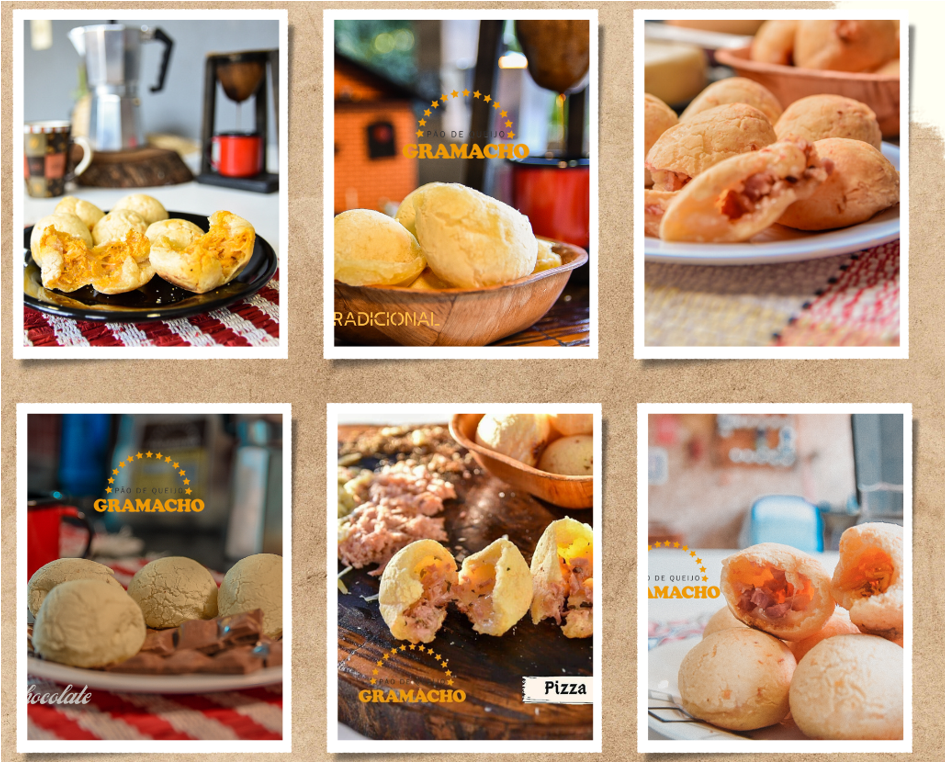 PÃO DE QUEIJO
GRAMACHO
RADICIONAL
PÃO DE QUEIJO
GRAMACHO
hocolate
PÃO DE QUEIJO
GRAMACHO
Pizza
O DE QUEIJO
AMACHO